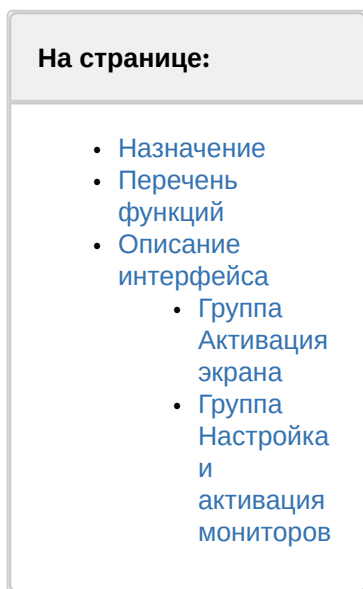 На странице:
Назначение
Перечень
функций
Описание
интерфейса
Группа
Активация
экрана
Группа
Настройка
и
активация
мониторов